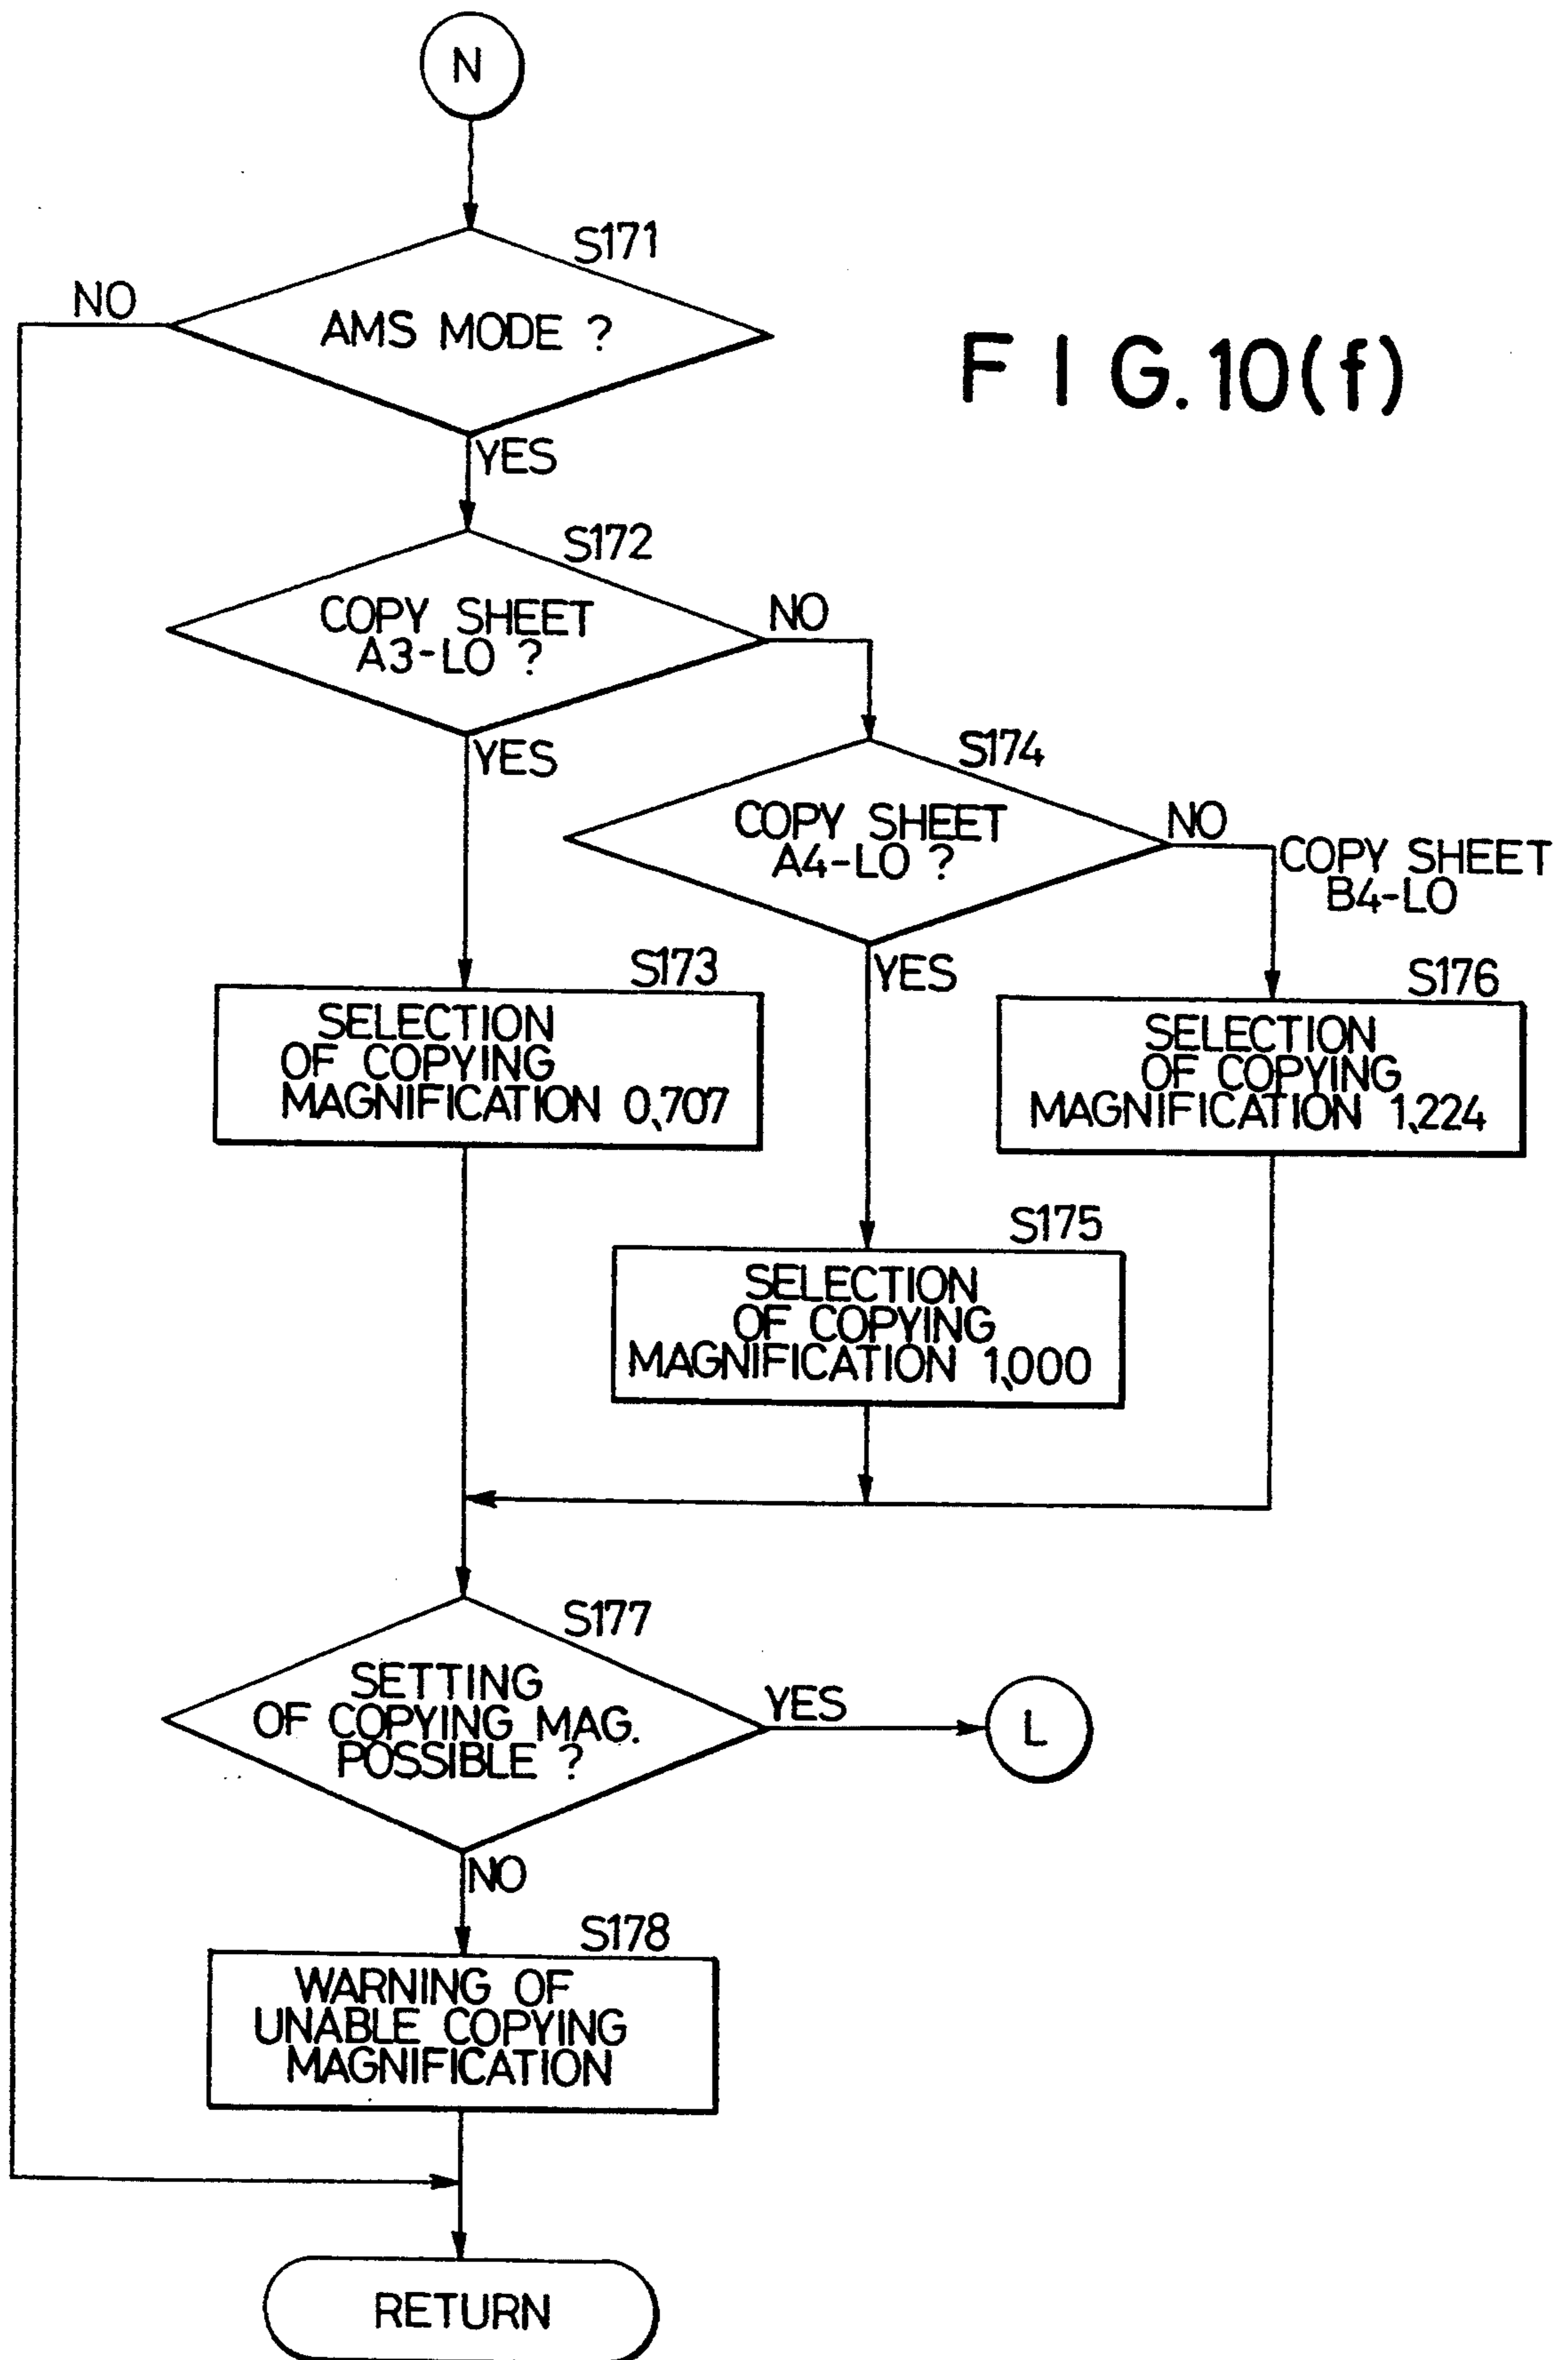 N
S171
NO
AMS MODE ?
F I G.10(f)
YES
S172
COPY SHEET
A3-LO ?
NO
YES
S174
COPY SHEET
A4-LO ?
NO
COPY SHEET
B4-LO
YES
S173
SELECTION
OF COPYING
MAGNIFICATION 0,707
S176
SELECTION
OF COPYING
MAGNIFICATION 1,224
S175
SELECTION
OF COPYING
MAGNIFICATION 1,000
S177
SETTING
OF COPYING MAG.
POSSIBLE ?
YES
L
NO
S178
WARNING OF
UNABLE COPYING
MAGNIFICATION
RETURN